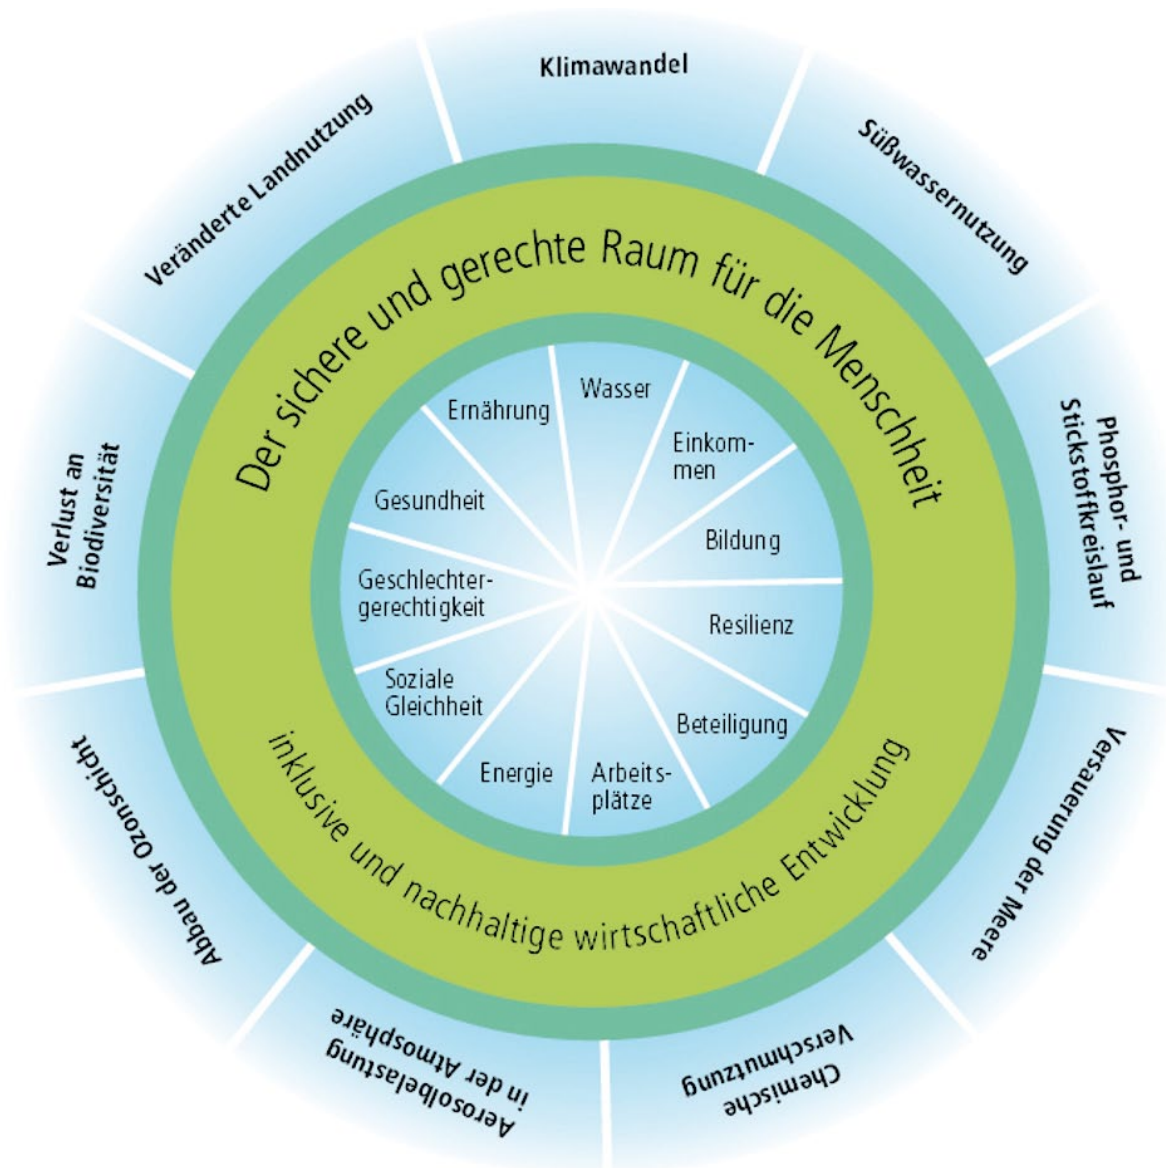 Klimawandel
Süßwassernutzung
Phosphor- und
Stickstoffkreislauf
Versauerung der Meere
Chemische
Verschmutzung
Aerosolbelastung
in der Atmosphäre
Abbau der Ozonschicht
Verlust an
Biodiversität
Veränderte Landnutzung
Der sichere und gerechte Raum für die Menschheit
inklusive und nachhaltige wirtschaftliche Entwicklung
Wasser
Einkom-
men
Bildung
Resilienz
Beteiligung
Arbeits-
plätze
Energie
Soziale
Gleichheit
Geschlechter-
gerechtigkeit
Gesundheit
Ernährung